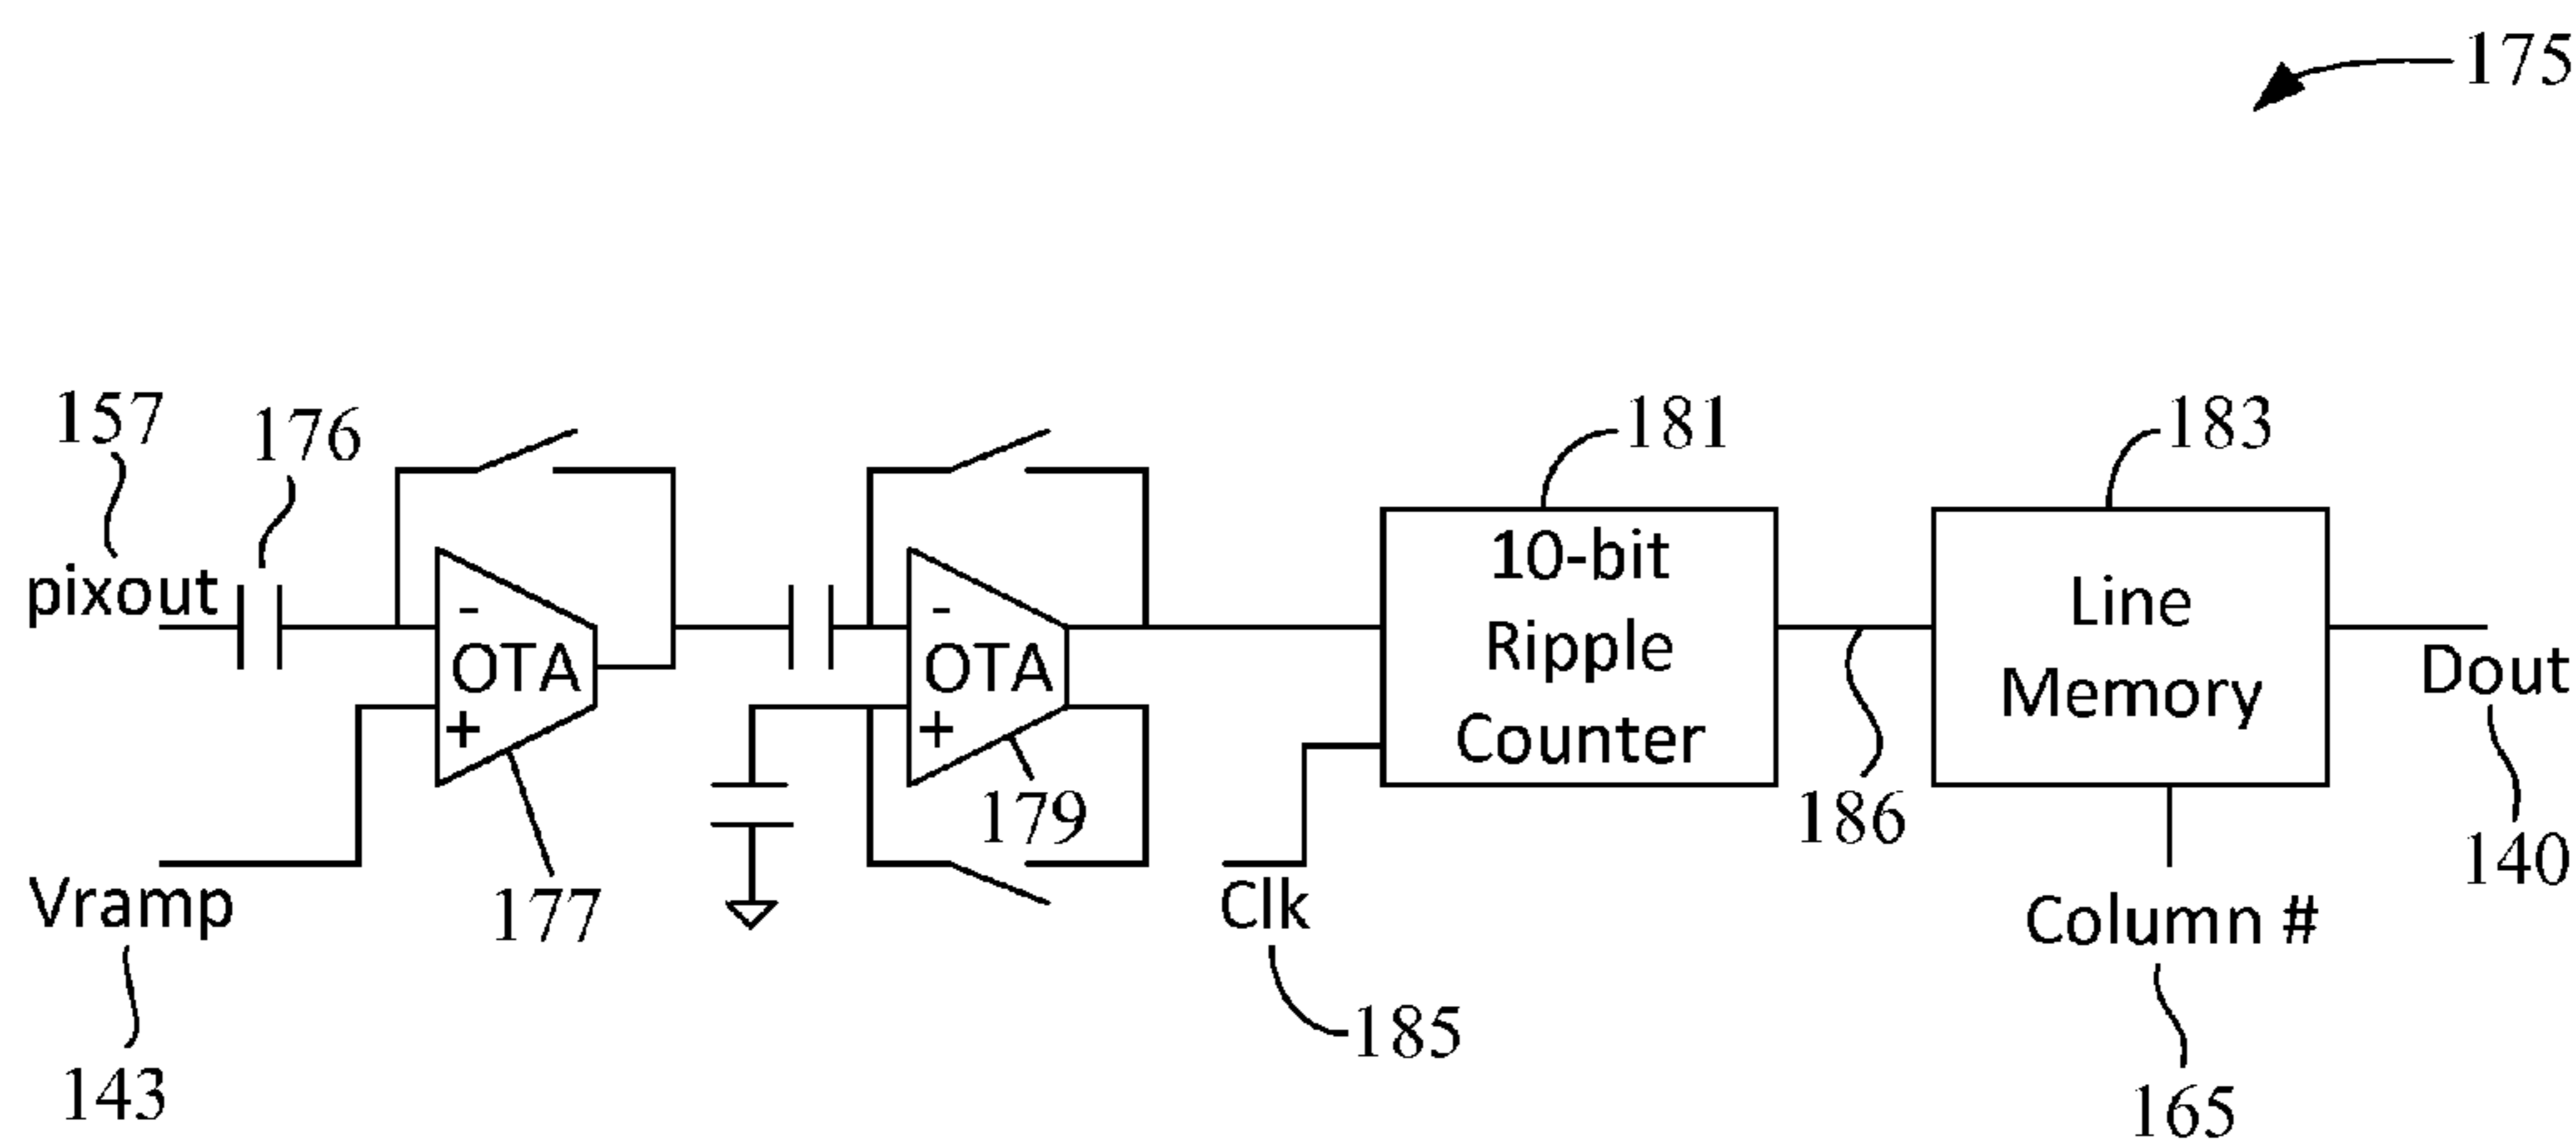 175
157
176
181
183
pixout
-
OTA
+
-
OTA
+
10-bit
Ripple
Counter
Line
Memory
Dout
Vramp
177
179
Clk
186
140
Column #
143
185
165